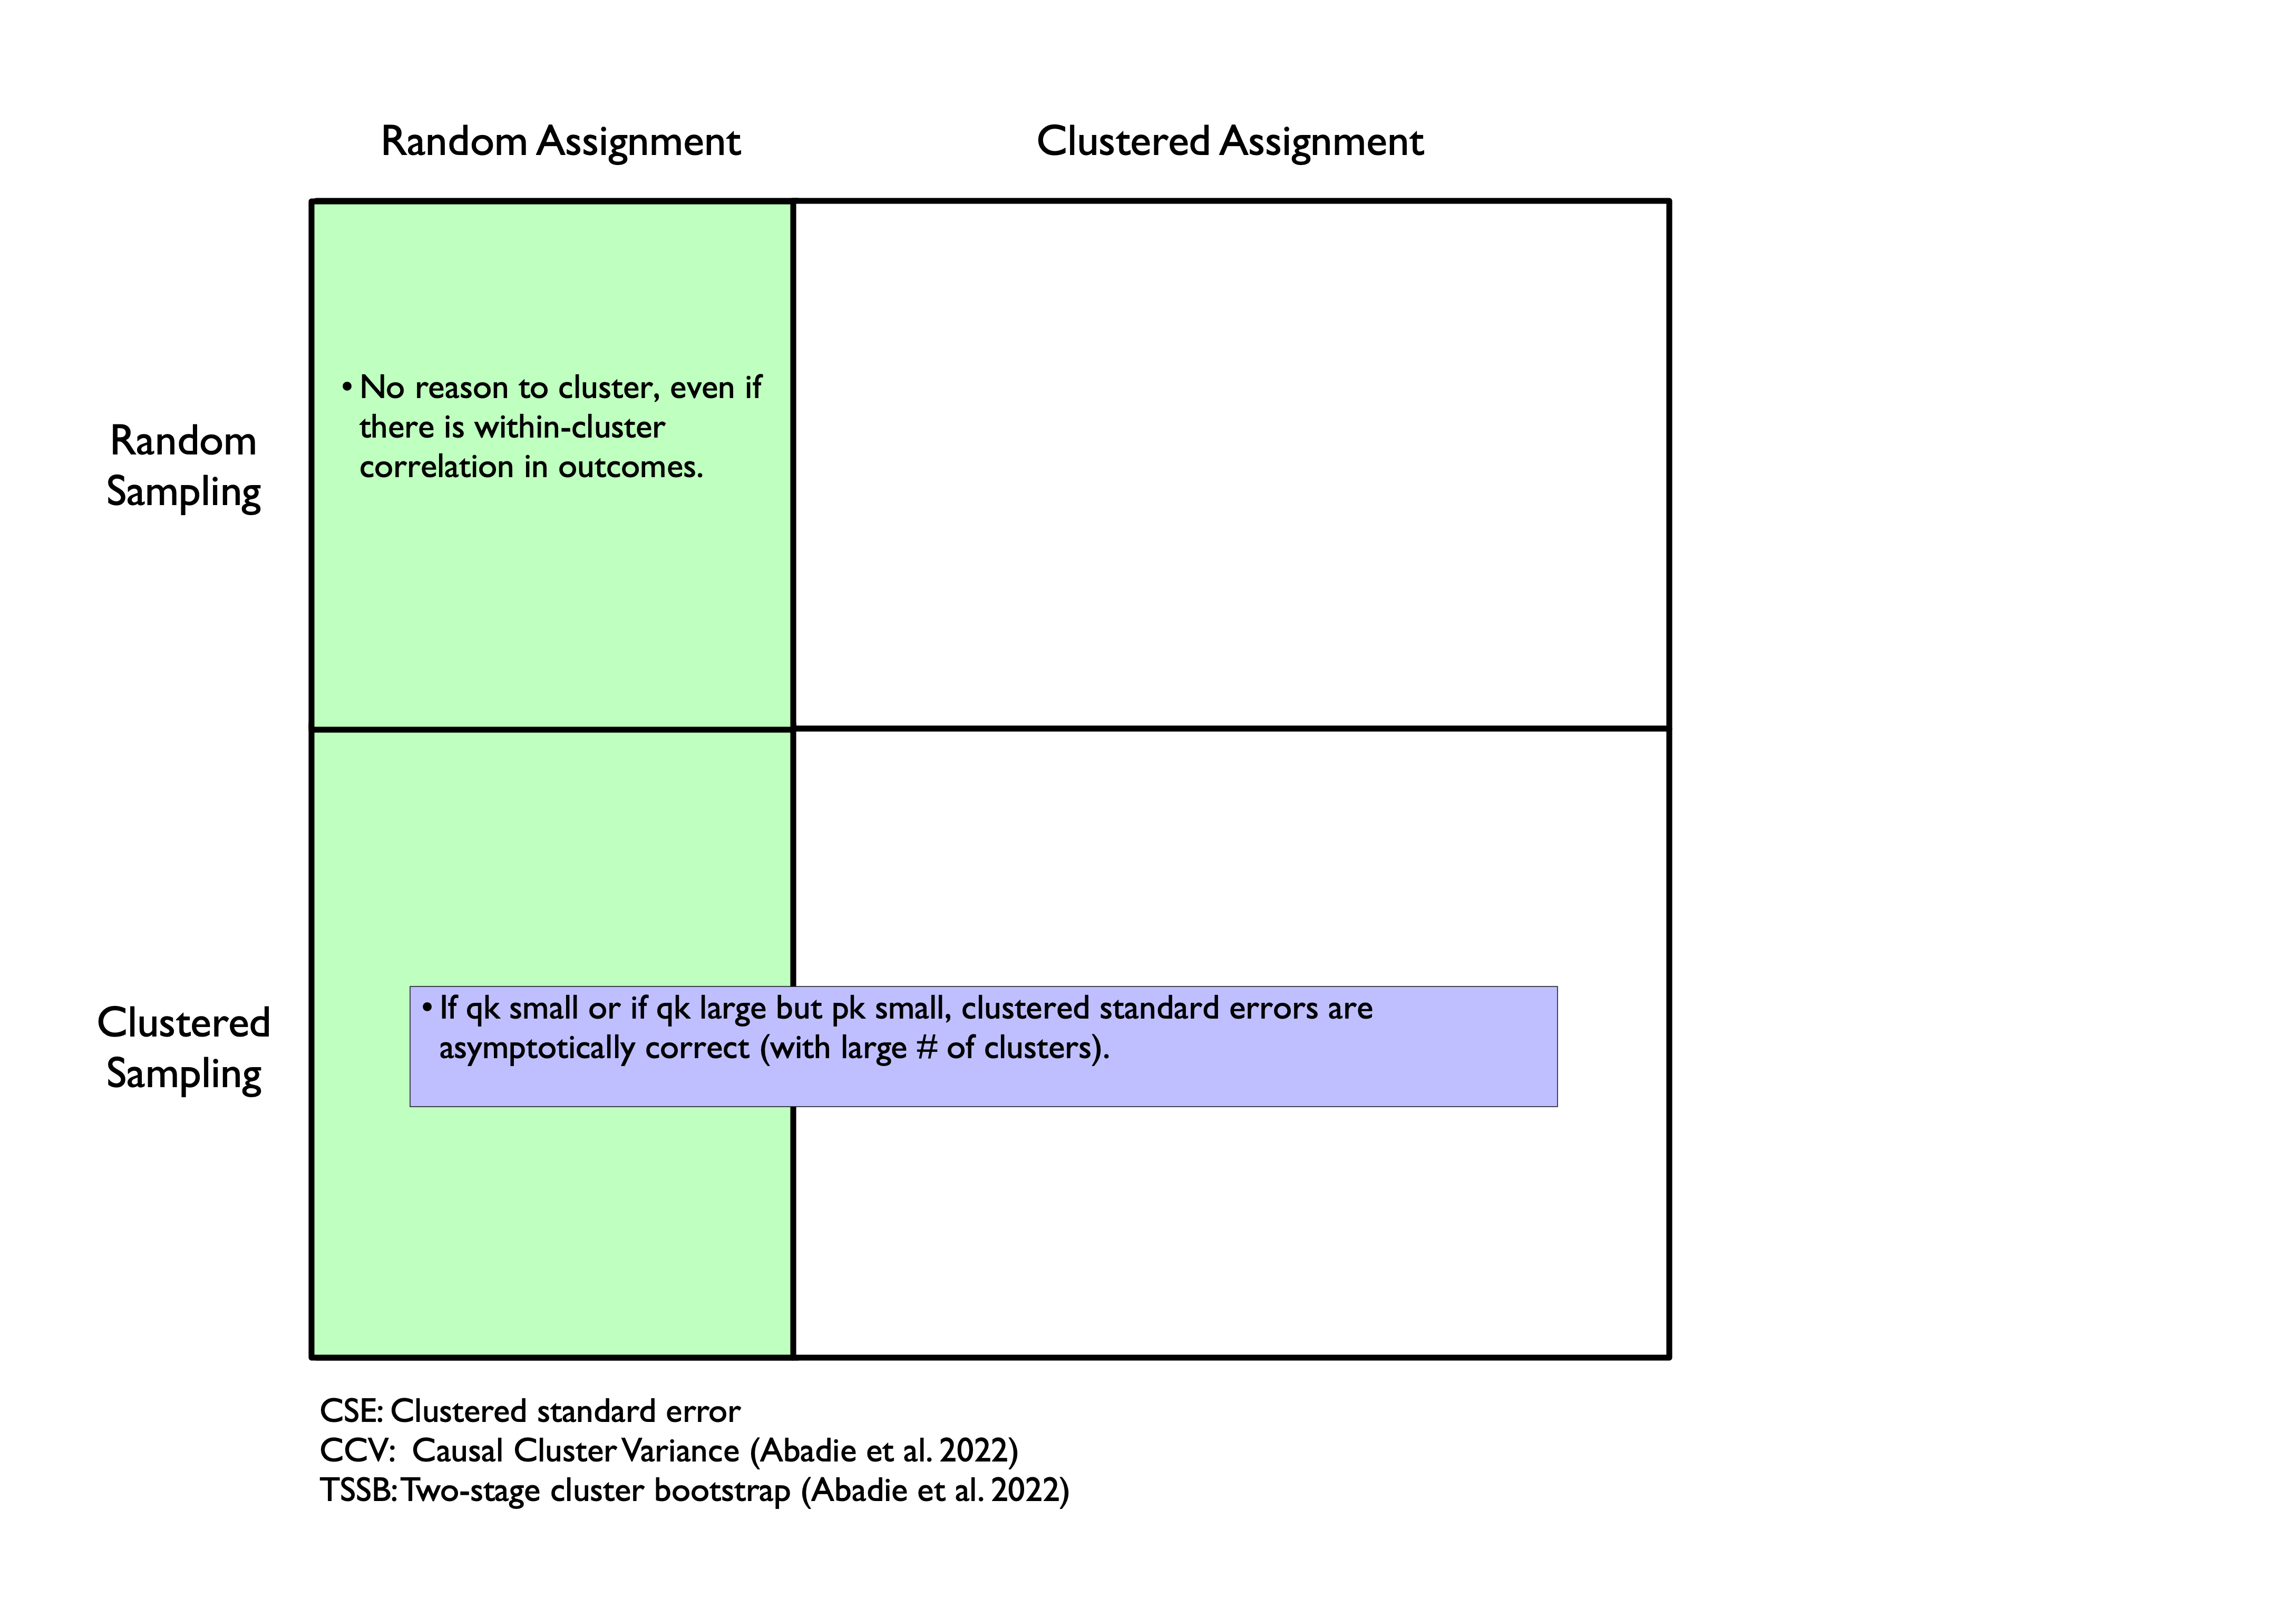 Random Assignment
Clustered Assignment
Random
Sampling
• No reason to cluster, even if
there is within-cluster
correlation in outcomes.
Clustered
Sampling
• If qk small or if qk large but pk small, clustered standard errors are
asymptotically correct (with large # of clusters).
CSE: Clustered standard error
CCV: Causal Cluster Variance (Abadie et al. 2022)
TSSB: Two-stage cluster bootstrap (Abadie et al. 2022)